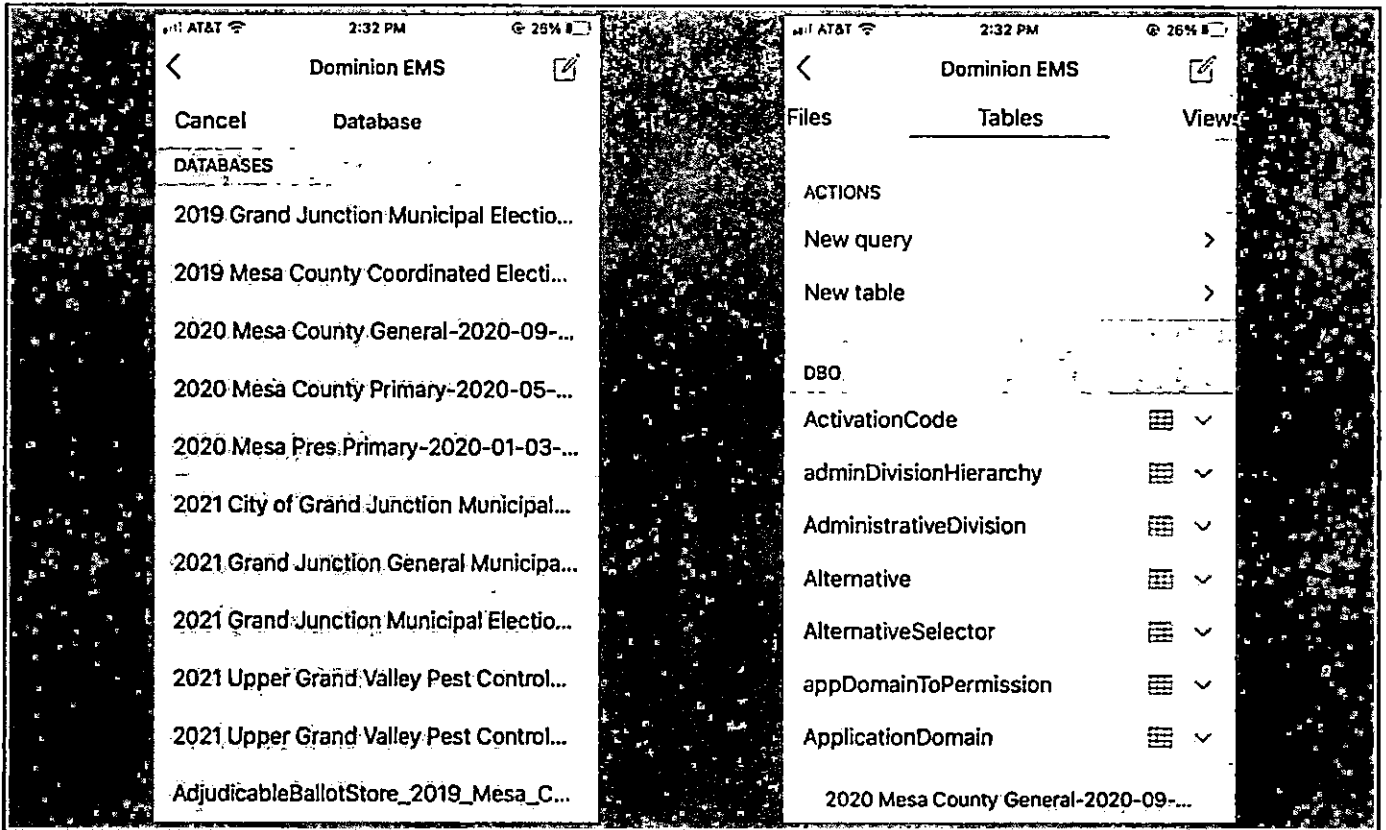 AT&T 2:32 PM 26%
Dominion EMS
Cancel Database
DATABASES
2019 Grand Junction Municipal Electio...
2019 Mesa County Coordinated Electi...
2020 Mesa County General-2020-09-...
2020 Mesa County Primary-2020-05-...
2020 Mesa Pres Primary-2020-01-03-...
2021 City of Grand Junction Municipal...
2021 Grand Junction General Municipa...
2021 Grand Junction Municipal Electio...
2021 Upper Grand Valley Pest Control...
2021 Upper Grand Valley Pest Control...
AdjudicableBallotStore_2019_Mesa_C...
AT&T 2:32 PM 26%
Dominion EMS
Files Tables Views
ACTIONS
New query
New table
DBO
ActivationCode
adminDivisionHierarchy
AdministrativeDivision
Alternative
AlternativeSelector
appDomainToPermission
ApplicationDomain
2020 Mesa County General-2020-09-...